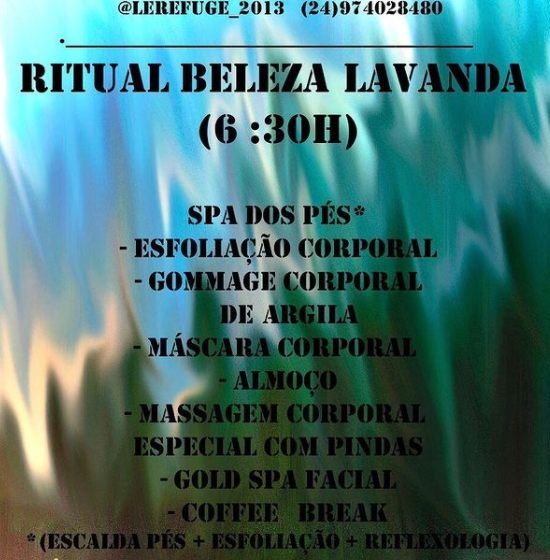 @LEREFUGE_2013 (24)974028480
RITUAL BELEZA LAVANDA
(6 :30H)
SPA DOS PÉS*
- ESFOLIAÇÃO CORPORAL
- GOMMAGE CORPORAL
DE ARGILA
- MÁSCARA CORPORAL
- ALMOÇO
- MASSAGEM CORPORAL
ESPECIAL COM PINDAS
- GOLD SPA FACIAL
- COFFEE BREAK
*(ESCALDA PÉS + ESFOLIAÇÃO + REFLEXOLOGIA)